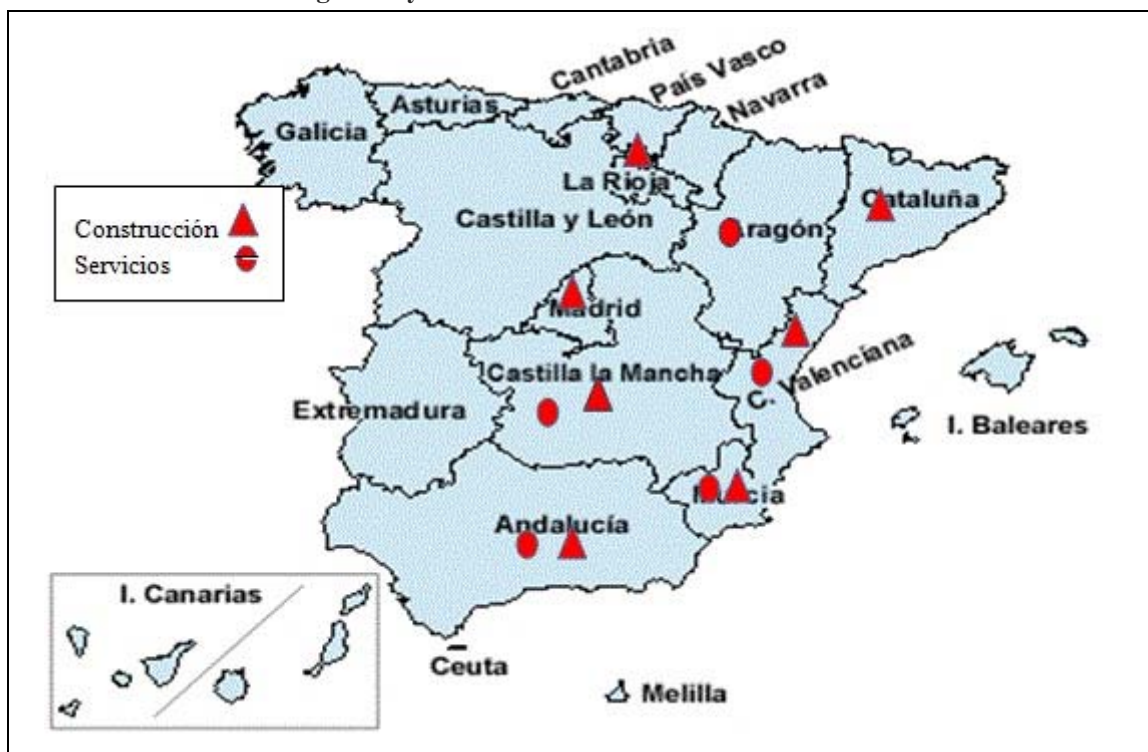 Cantabria
País Vasco
Navarra
Asturias
Galicia
La Rioja
Cataluña
Construcción
Servicios
Castilla y León
Aragón
Madrid
Castilla la Mancha
C. Valenciana
Extremadura
I. Baleares
Murcia
Andalucía
I. Canarias
Ceuta
Melilla